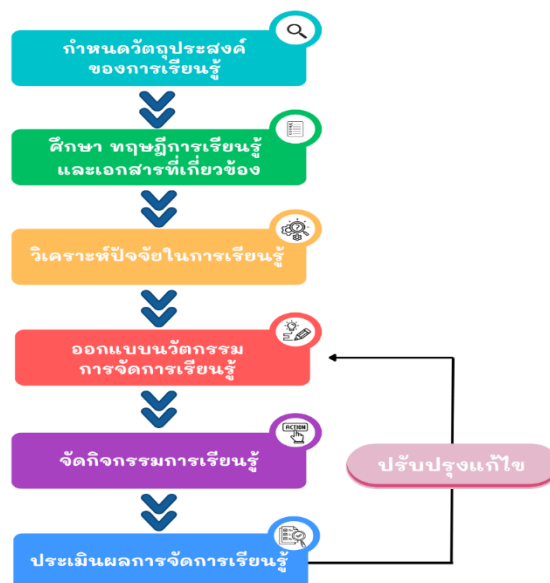 กำหนดวัตถุประสงค์
ของการเรียนรู้
ศึกษา ทฤษฎีการเรียนรู้
และเอกสารที่เกี่ยวข้อง
วิเคราะห์ปัจจัยในการเรียนรู้
ออกแบบนวัตกรรม
การจัดการเรียนรู้
ACTION
จัดกิจกรรมการเรียนรู้
ปรับปรุงแก้ไข
ประเมินผลการจัดการเรียนรู้